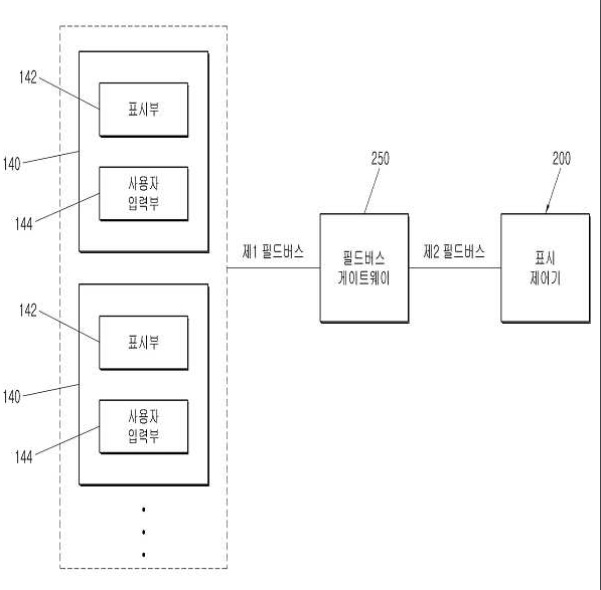 142
표시부
140
사용자
입력부
144
250
200
제1 필드버스
필드버스
게이트웨이
제2 필드버스
표시
제어기
142
표시부
140
사용자
입력부
144